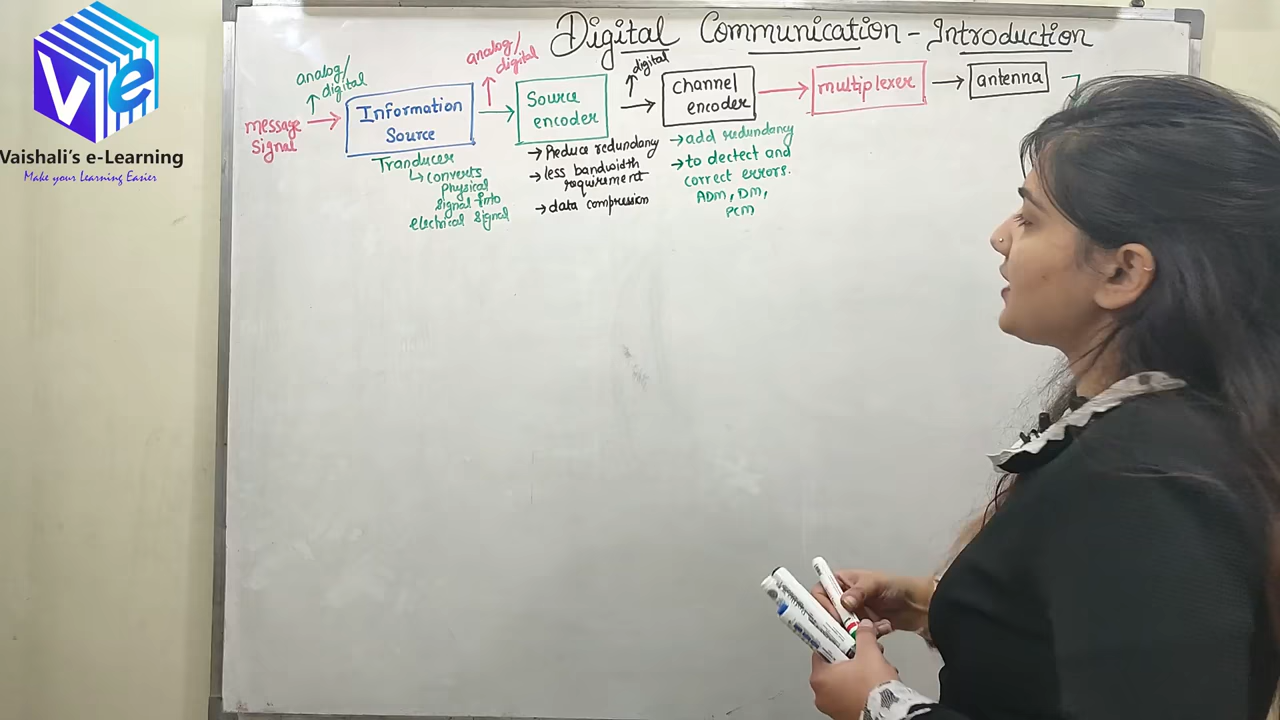 Ve
Vaishali's e-Learning
Make your Learning Easier
Digital Communication - Introduction
message
Signal
analog/
digital
Information
Source
Tranducer
↳ converts
Physical
Signal into
electrical signal
analog/
digital
Source
encoder
→ Reduce redundancy
→ less bandwidth
requirement
→ data compression
digital
channel
encoder
→ add redundancy
→ to dectect and
correct errors.
ADM, DM,
PCM
multiplexer
antenna